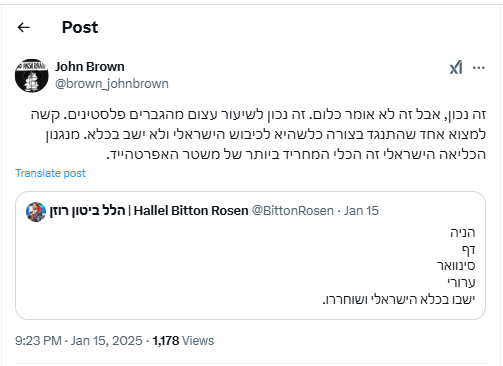 Post
John Brown
@brown_johnbrown
זה נכון, אבל זה לא אומר כלום. זה נכון לשיעור עצום מהגברים פלסטינים. קשה
למצוא אחד שהתנגד בצורה כלשהיא לכיבוש הישראלי ולא ישב בכלא. מנגנון
הכליאה הישראלי זה הכלי המחריד ביותר של משטר האפרטהייד.
Translate post
הלל ביטון רוזן | Hallel Bitton Rosen @BittonRosen · Jan 15
הניה
דף
סינוואר
ערורי
ישבו בכלא הישראלי ושוחררו.
9:23 PM · Jan 15, 2025 · 1,178 Views